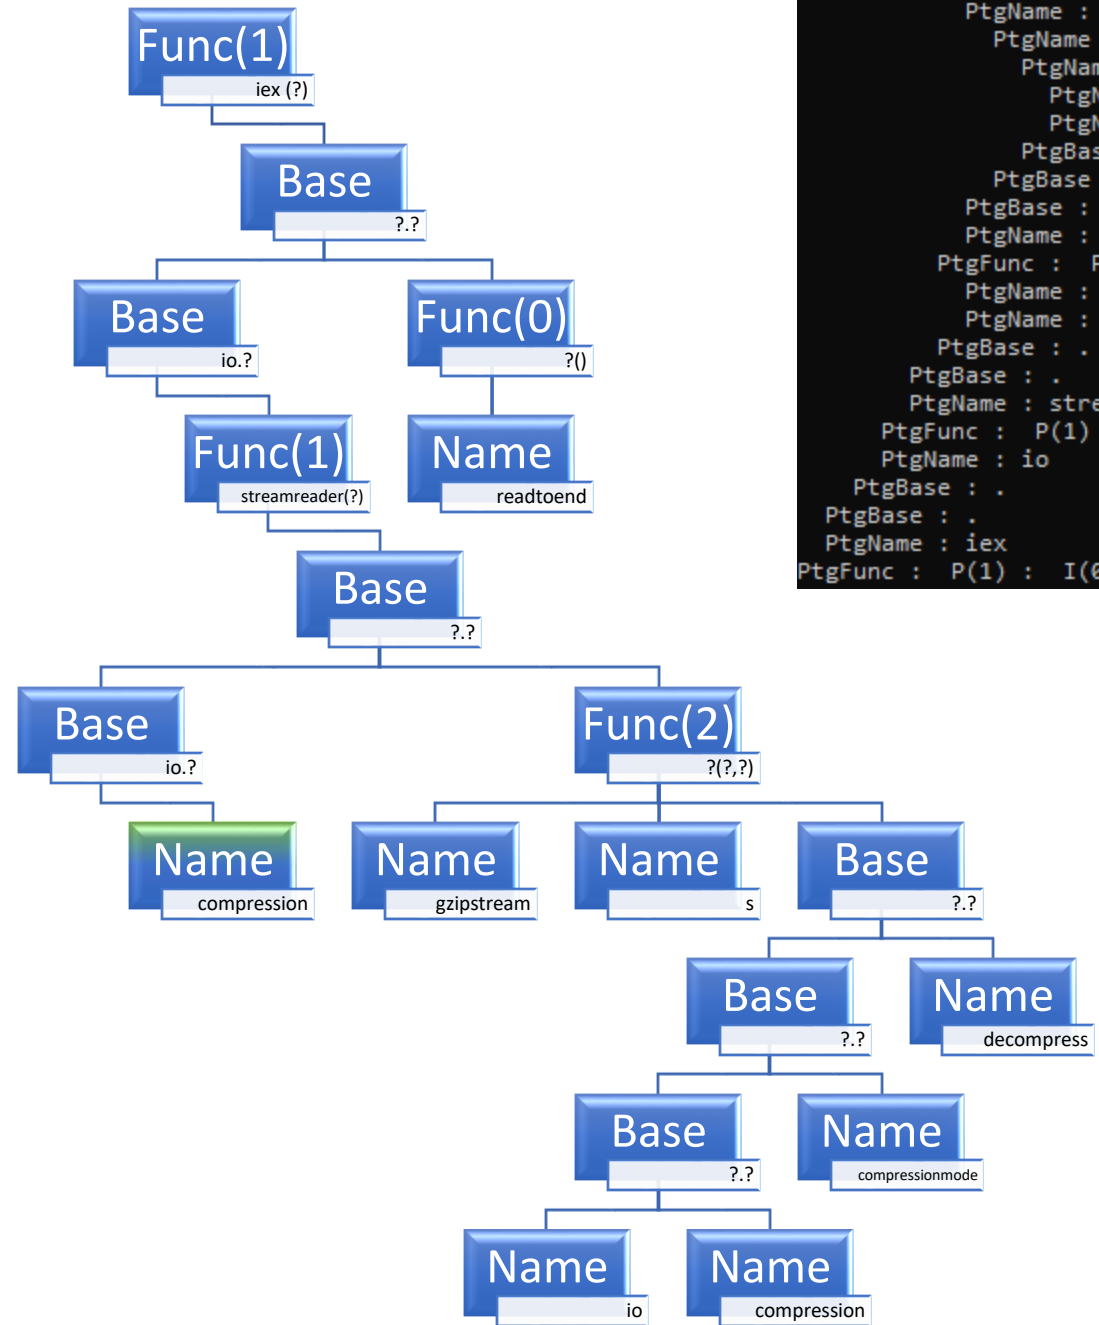 Func(1)
iex (?)
Base
?.?
Base
io.?
Func(0)
?()
Func(1)
streamreader(?)
Name
readtoend
Base
?.?
Base
io.?
Func(2)
?(?,?)
Name
compression
Name
gzipstream
Name
s
Base
?.?
Base
?.?
Name
decompress
Base
?.?
Name
compressionmode
Name
io
Name
compression
PtgName :
PtgName
PtgBase
PtgBase :
PtgName :
PtgFunc :
PtgName :
PtgName :
PtgBase : .
PtgBase : .
PtgName :
PtgFunc : P(1)
PtgName : io
PtgBase : .
PtgBase : .
PtgName : iex
PtgFunc : P(1) :